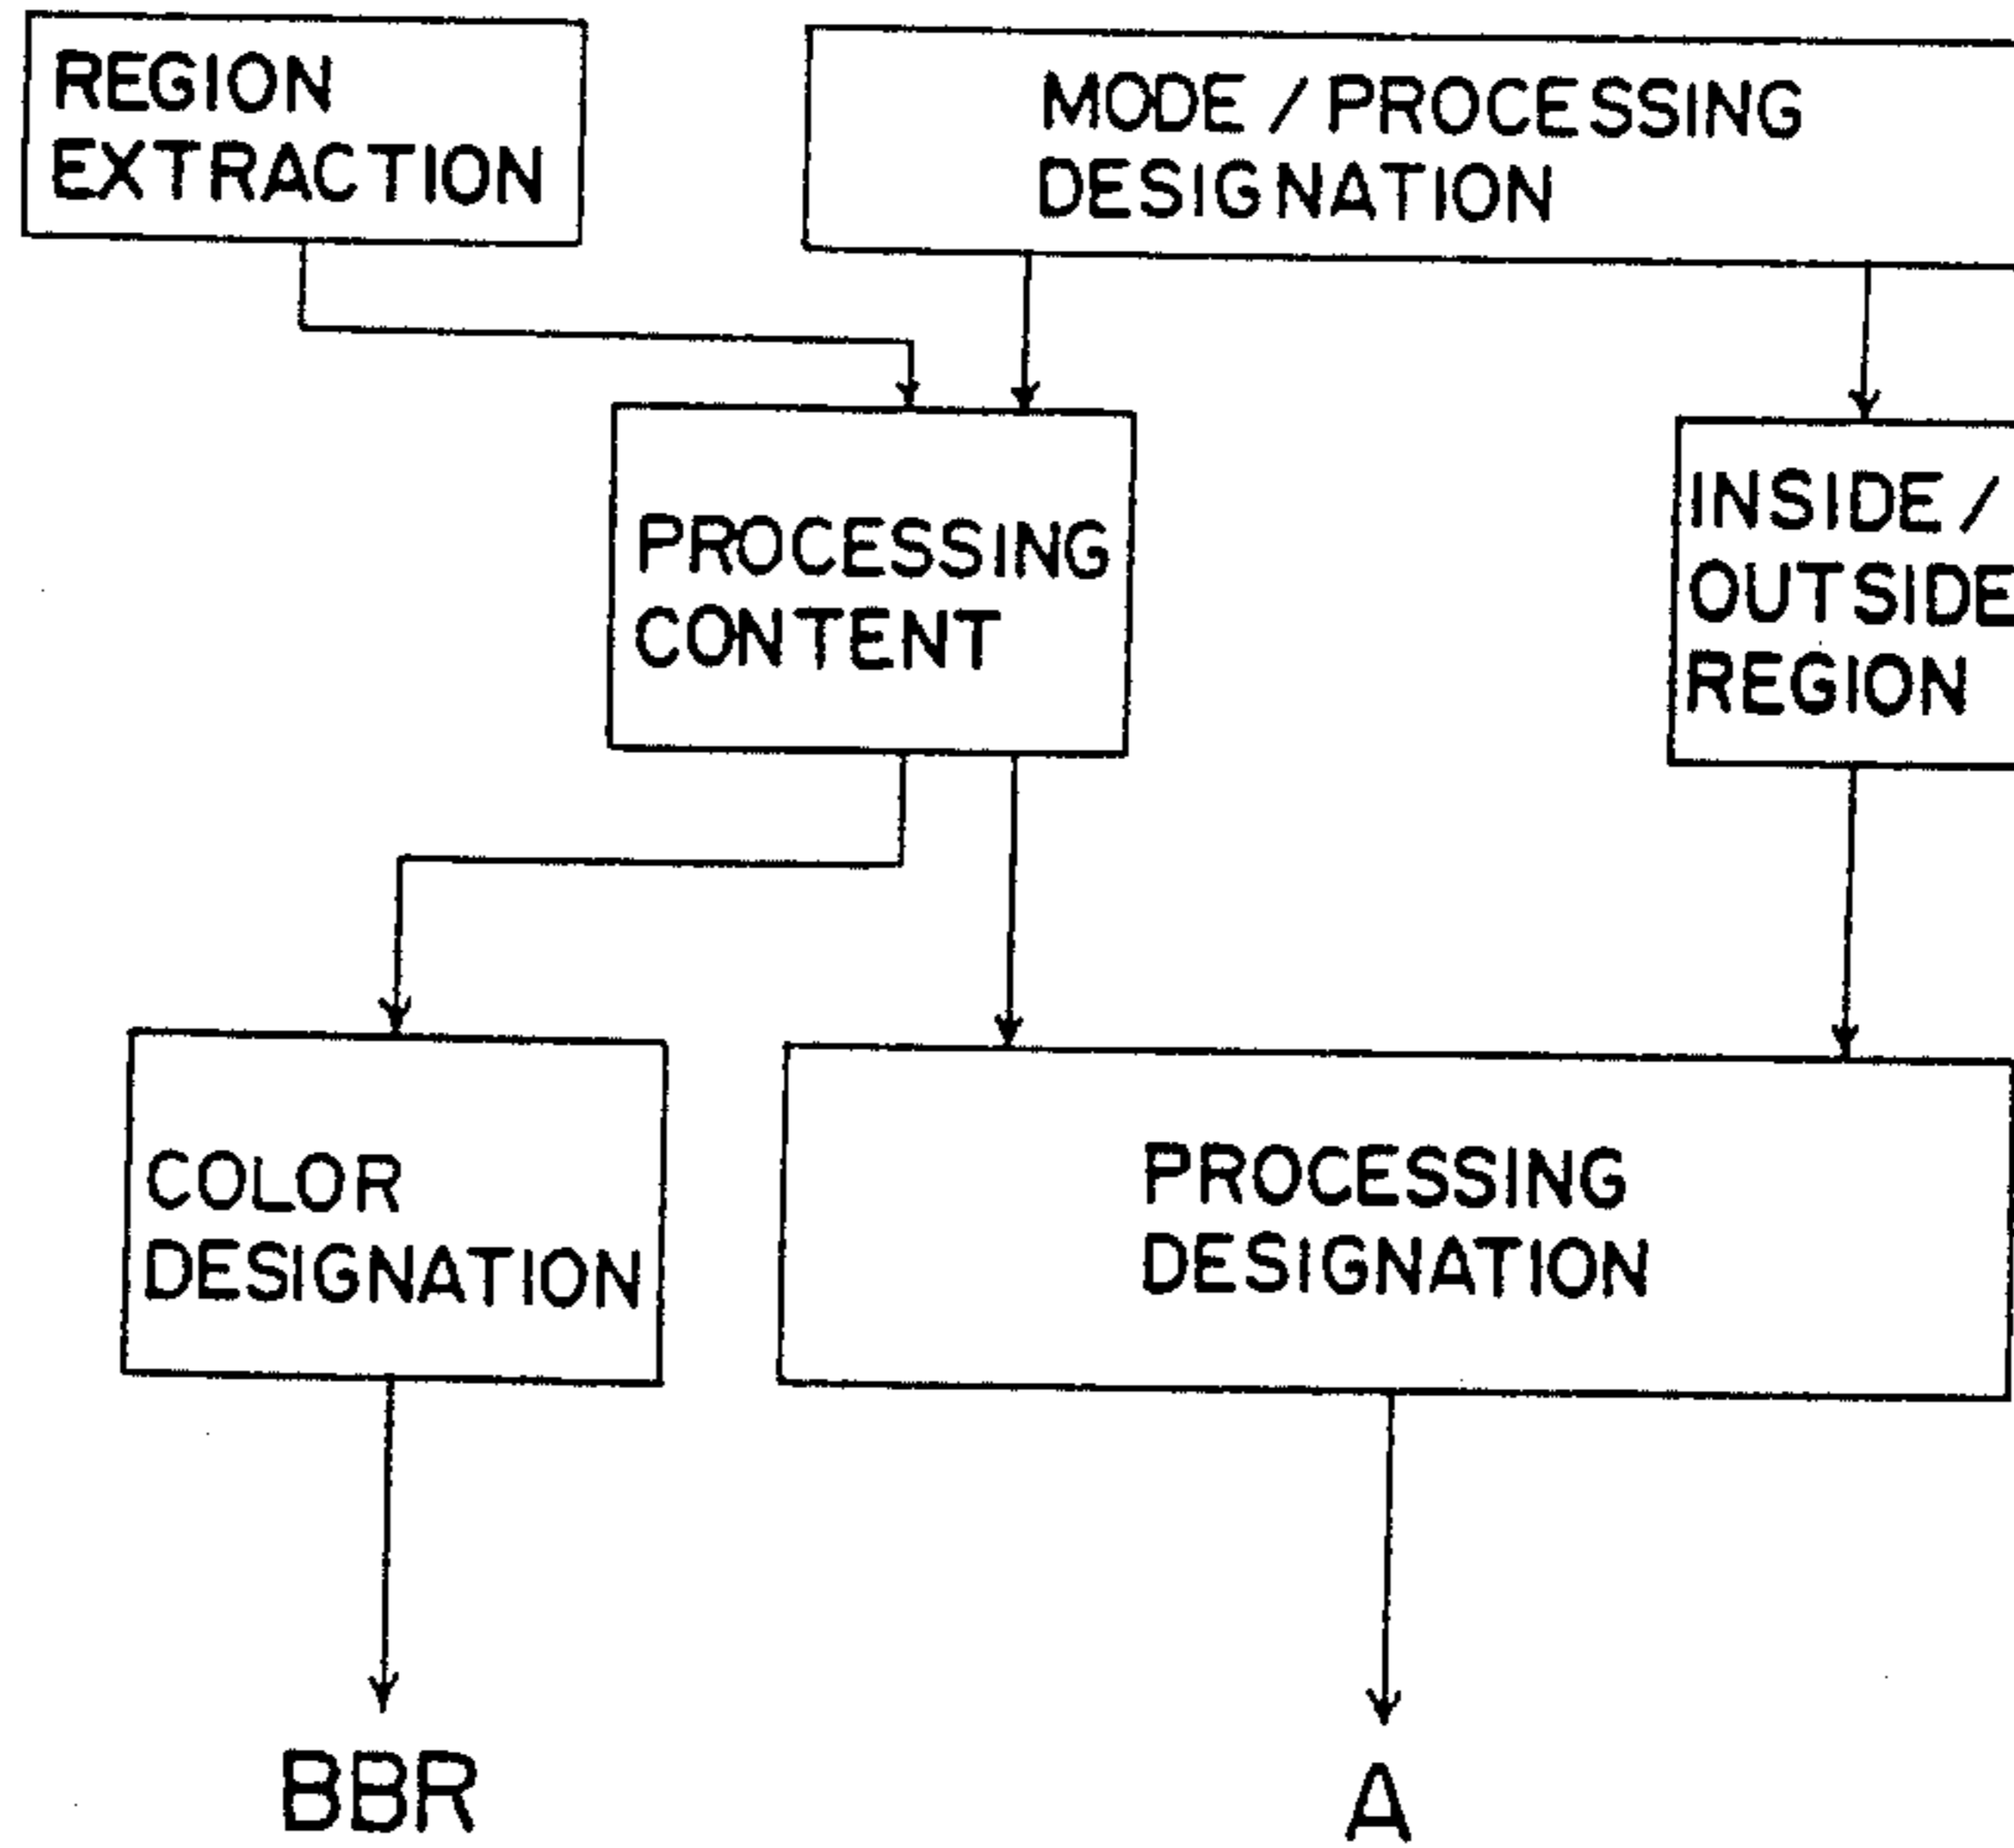 REGION
EXTRACTION
MODE / PROCESSING
DESIGNATION
PROCESSING
CONTENT
INSIDE /
OUTSIDE
REGION
COLOR
DESIGNATION
PROCESSING
DESIGNATION
BBR
A